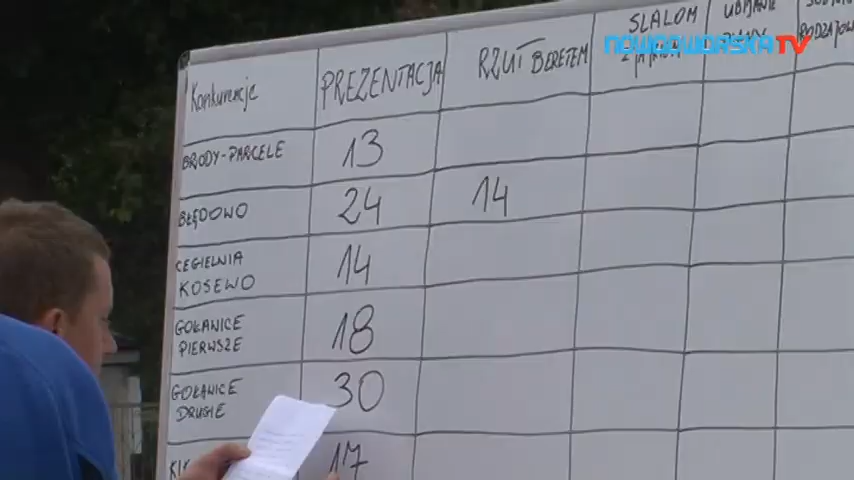 NOWODWORSKA TV
Konkurencje PREZENTACJA RZUT BERETEM SLALOM UBIJANIE
BRODY-PARCELE 13
BŁĘDOWO 24 14
CEGIELNIA KOSEWO 14
GOŁAWICE PIERWSZE 18
GOŁAWICE DRUGIE 30
17